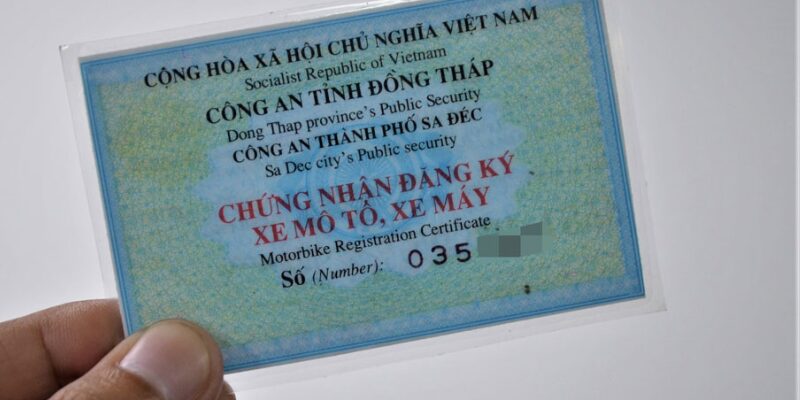 CỘNG HÒA XÃ HỘI CHỦ NGHĨA VIỆT NAM
Socialist Republic of Vietnam
CÔNG AN TỈNH ĐỒNG THÁP
Dong Thap province's Public Security
CÔNG AN THÀNH PHỐ SA ĐÉC
Sa Dec city's Public security
CHỨNG NHẬN ĐĂNG KÝ
XE MÔ TÔ, XE MÁY
Motorbike Registration Certificate
Số (Number): 035